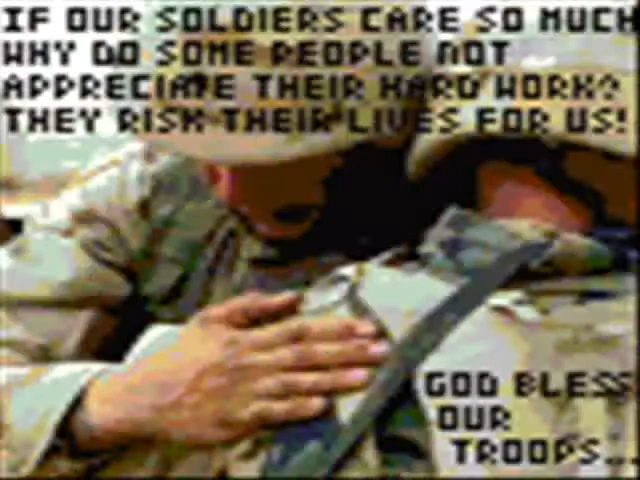 IF OUR SOLDIERS CARE SO MUCH
WHY DO SOME PEOPLE NOT
APPRECIATE THEIR HARD WORK?
THEY RISK THEIR LIVES FOR US!
GOD BLESS
OUR
TROOPS...